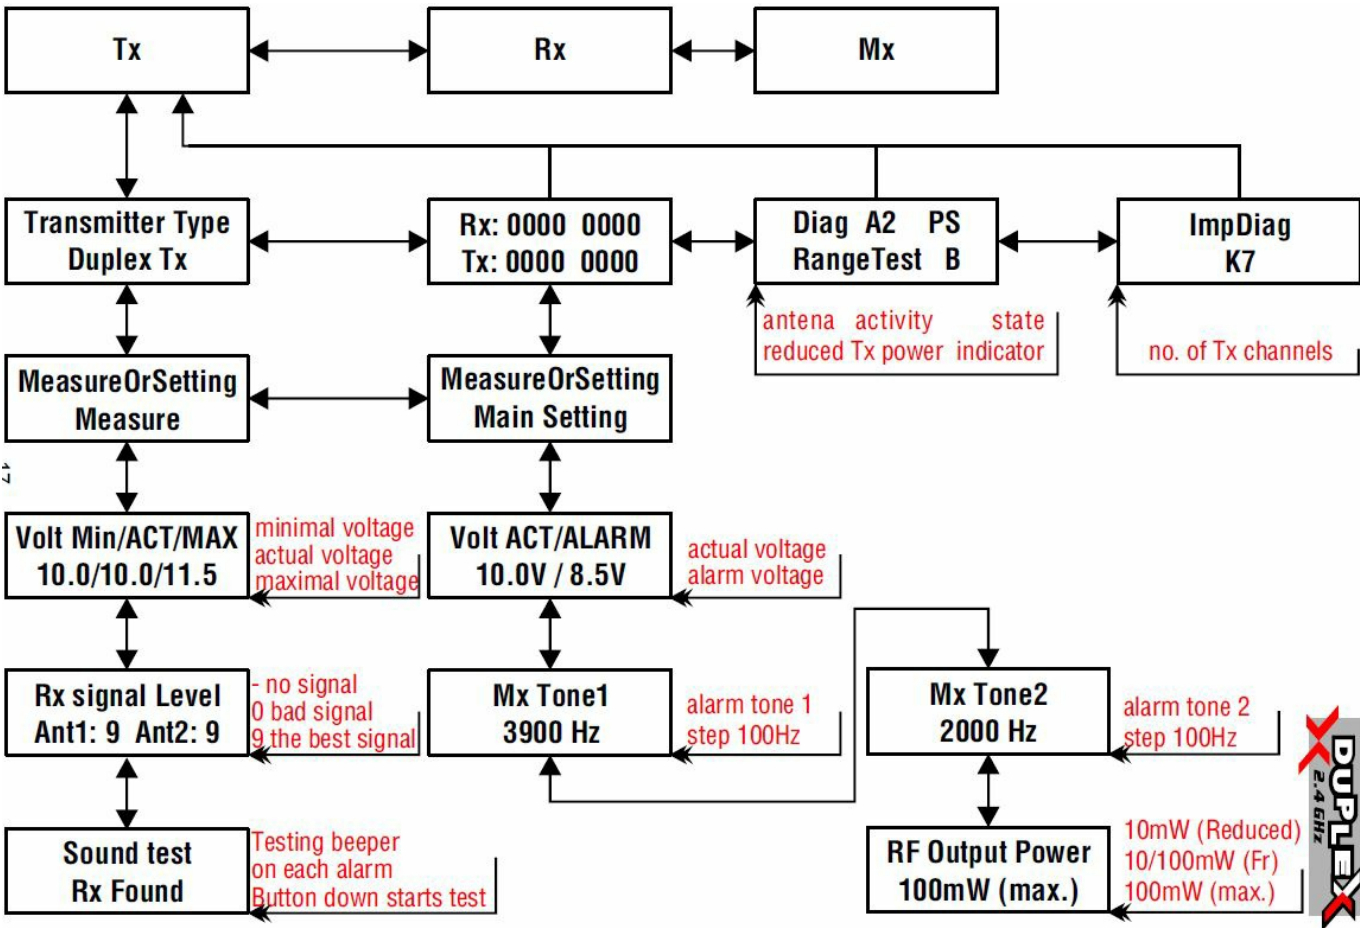 Tx
Rx
Mx
Transmitter Type
Duplex Tx
Rx: 0000 0000
Tx: 0000 0000
Diag A2 PS
RangeTest B
ImpDiag
K7
antena activity state
reduced Tx power indicator
no. of Tx channels
MeasureOrSetting
Measure
MeasureOrSetting
Main Setting
17
Volt Min/ACT/MAX
10.0/10.0/11.5
minimal voltage
actual voltage
maximal voltage
Volt ACT/ALARM
10.0V / 8.5V
actual voltage
alarm voltage
Rx signal Level
Ant1: 9 Ant2: 9
- no signal
0 bad signal
9 the best signal
Mx Tone1
3900 Hz
alarm tone 1
step 100Hz
Mx Tone2
2000 Hz
alarm tone 2
step 100Hz
Sound test
Rx Found
Testing beeper
on each alarm
Button down starts test
RF Output Power
100mW (max.)
10mW (Reduced)
10/100mW (Fr)
100mW (max.)
DUPLEX
2.4 GHz